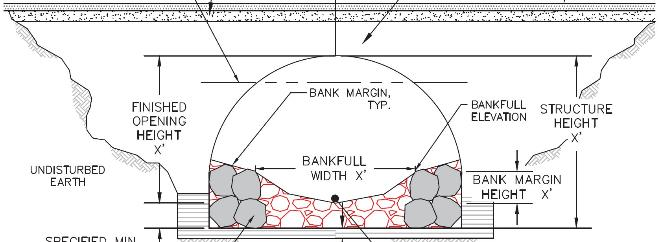 BANK MARGIN,
TYP.
BANKFULL
ELEVATION
FINISHED
OPENING
HEIGHT
X'
STRUCTURE
HEIGHT
X'
BANKFULL
WIDTH X'
UNDISTURBED
EARTH
BANK MARGIN
HEIGHT X'
SPECIFIED MIN